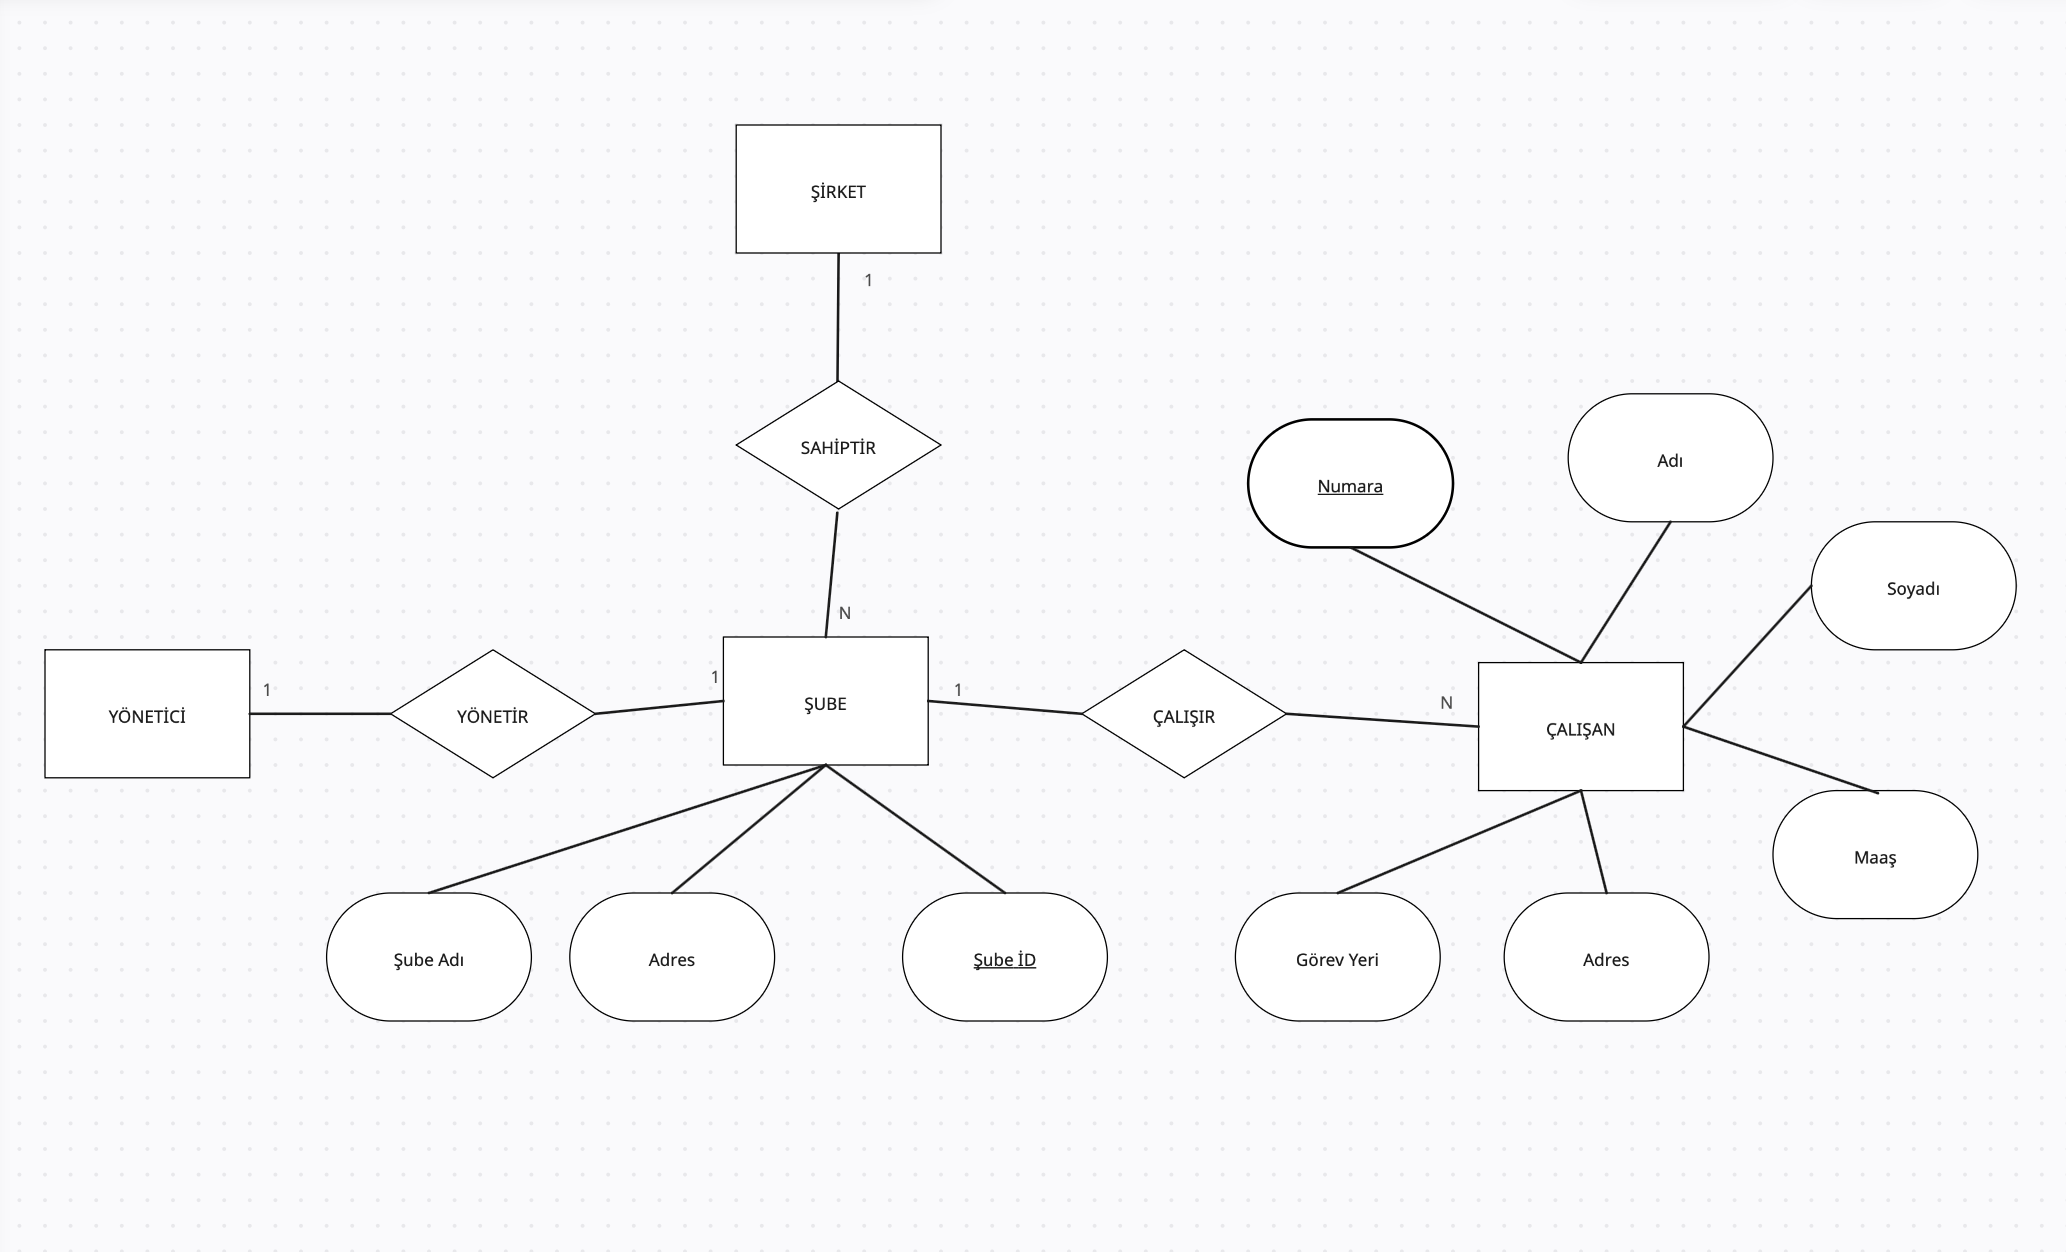 ŞİRKET
1
SAHİPTİR
N
YÖNETİCİ
1
YÖNETİR
1
ŞUBE
1
ÇALIŞIR
N
ÇALIŞAN
Numara
Adı
Soyadı
Maaş
Şube Adı
Adres
Şube İD
Görev Yeri
Adres